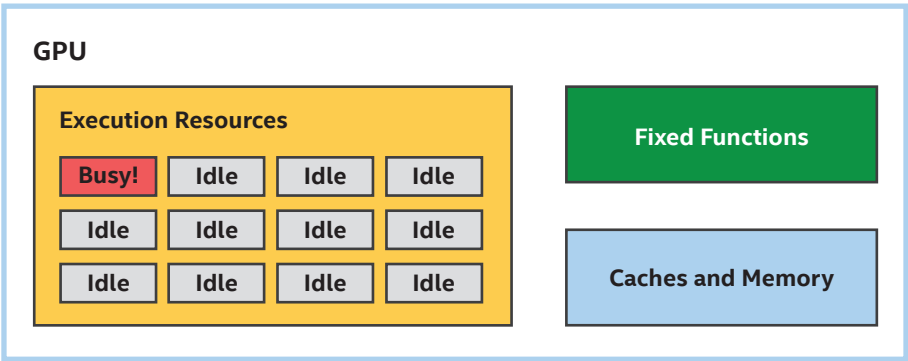 GPU
Execution Resources
Busy! Idle Idle Idle
Idle Idle Idle Idle
Idle Idle Idle Idle
Fixed Functions
Caches and Memory